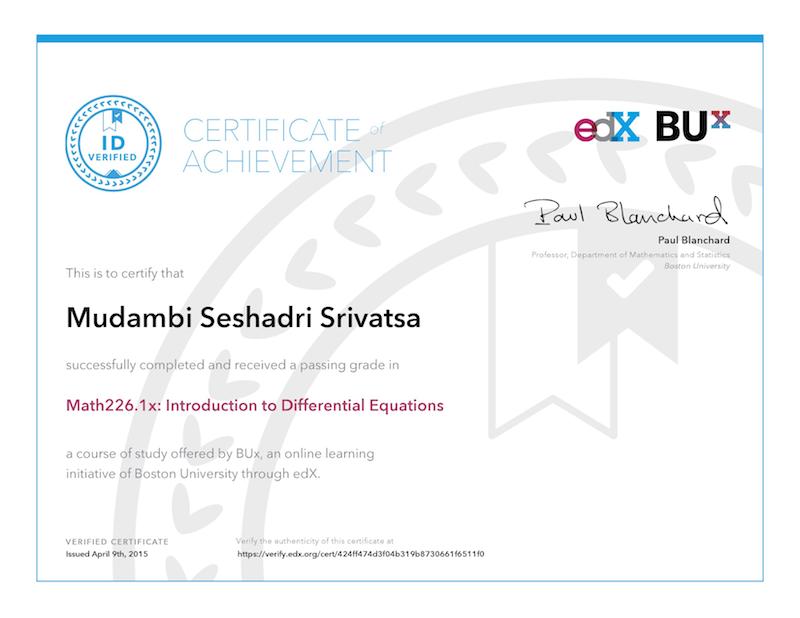 ID
VERIFIED
CERTIFICATE of
ACHIEVEMENT
edX BUx
Paul Blanchard
Paul Blanchard
Professor, Department of Mathematics and Statistics
Boston University
This is to certify that
Mudambi Seshadri Srivatsa
successfully completed and received a passing grade in
Math226.1x: Introduction to Differential Equations
a course of study offered by BUx, an online learning
initiative of Boston University through edX.
VERIFIED CERTIFICATE
Issued April 9th, 2015
Verify the authenticity of this certificate at
https://verify.edx.org/cert/424ff474d3f04b319b8730661f6511f0